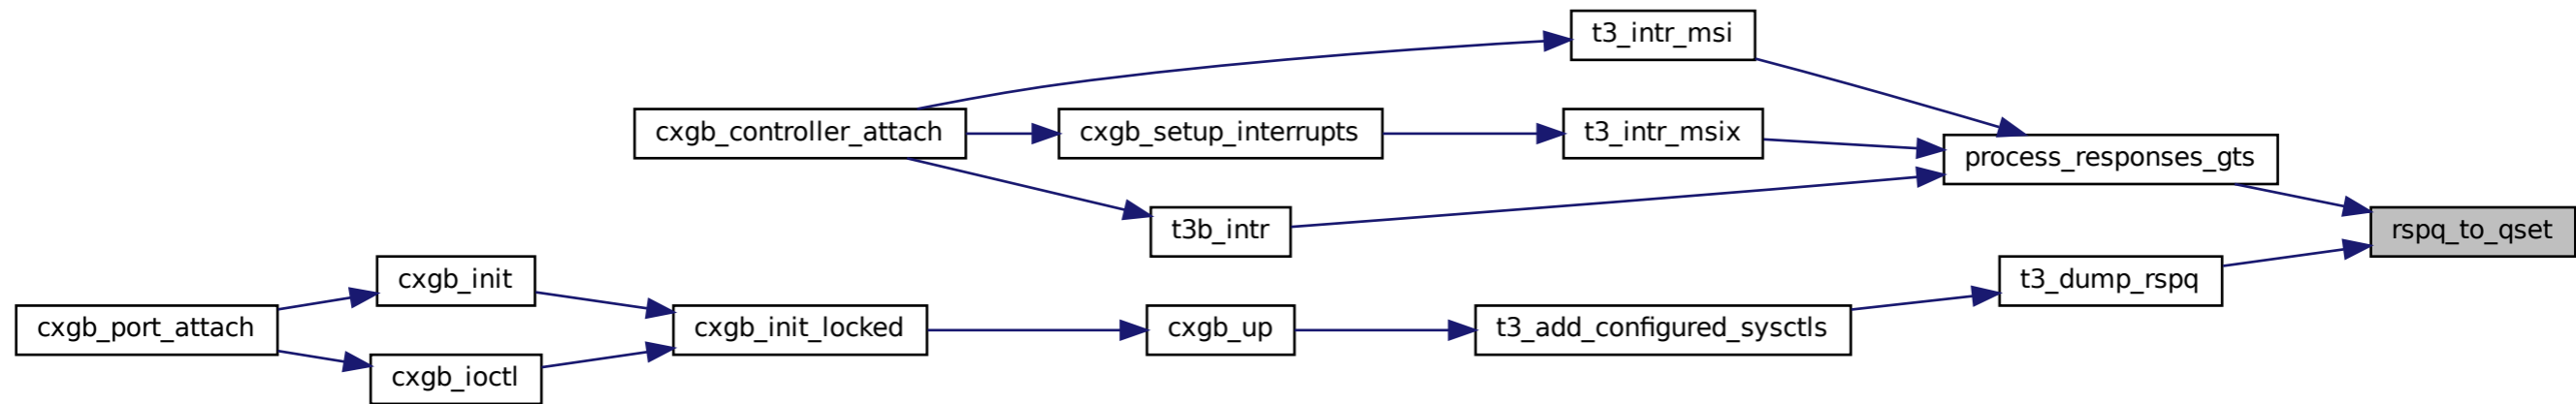 t3_intr_msi
cxgb_controller_attach
cxgb_setup_interrupts
t3_intr_msix
process_responses_gts
t3b_intr
rspq_to_qset
cxgb_init
t3_dump_rspq
cxgb_port_attach
cxgb_init_locked
cxgb_up
t3_add_configured_sysctls
cxgb_ioctl